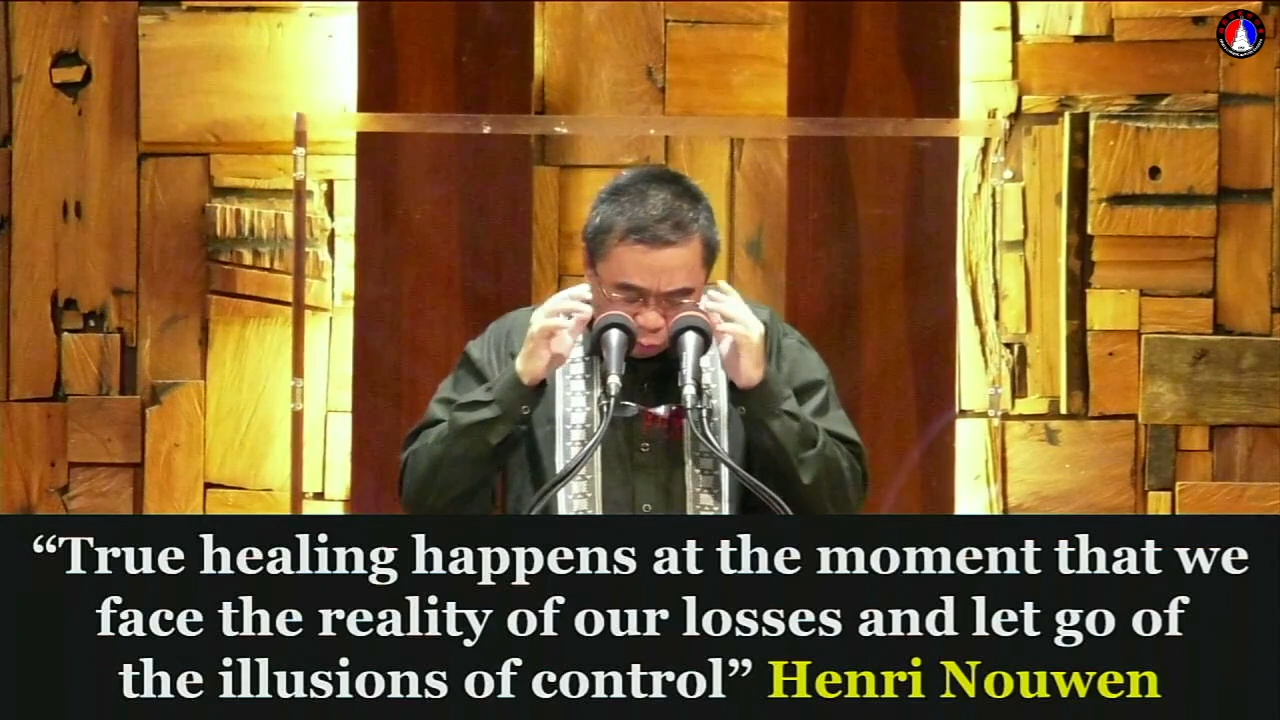 “True healing happens at the moment that we
face the reality of our losses and let go of
the illusions of control” Henri Nouwen